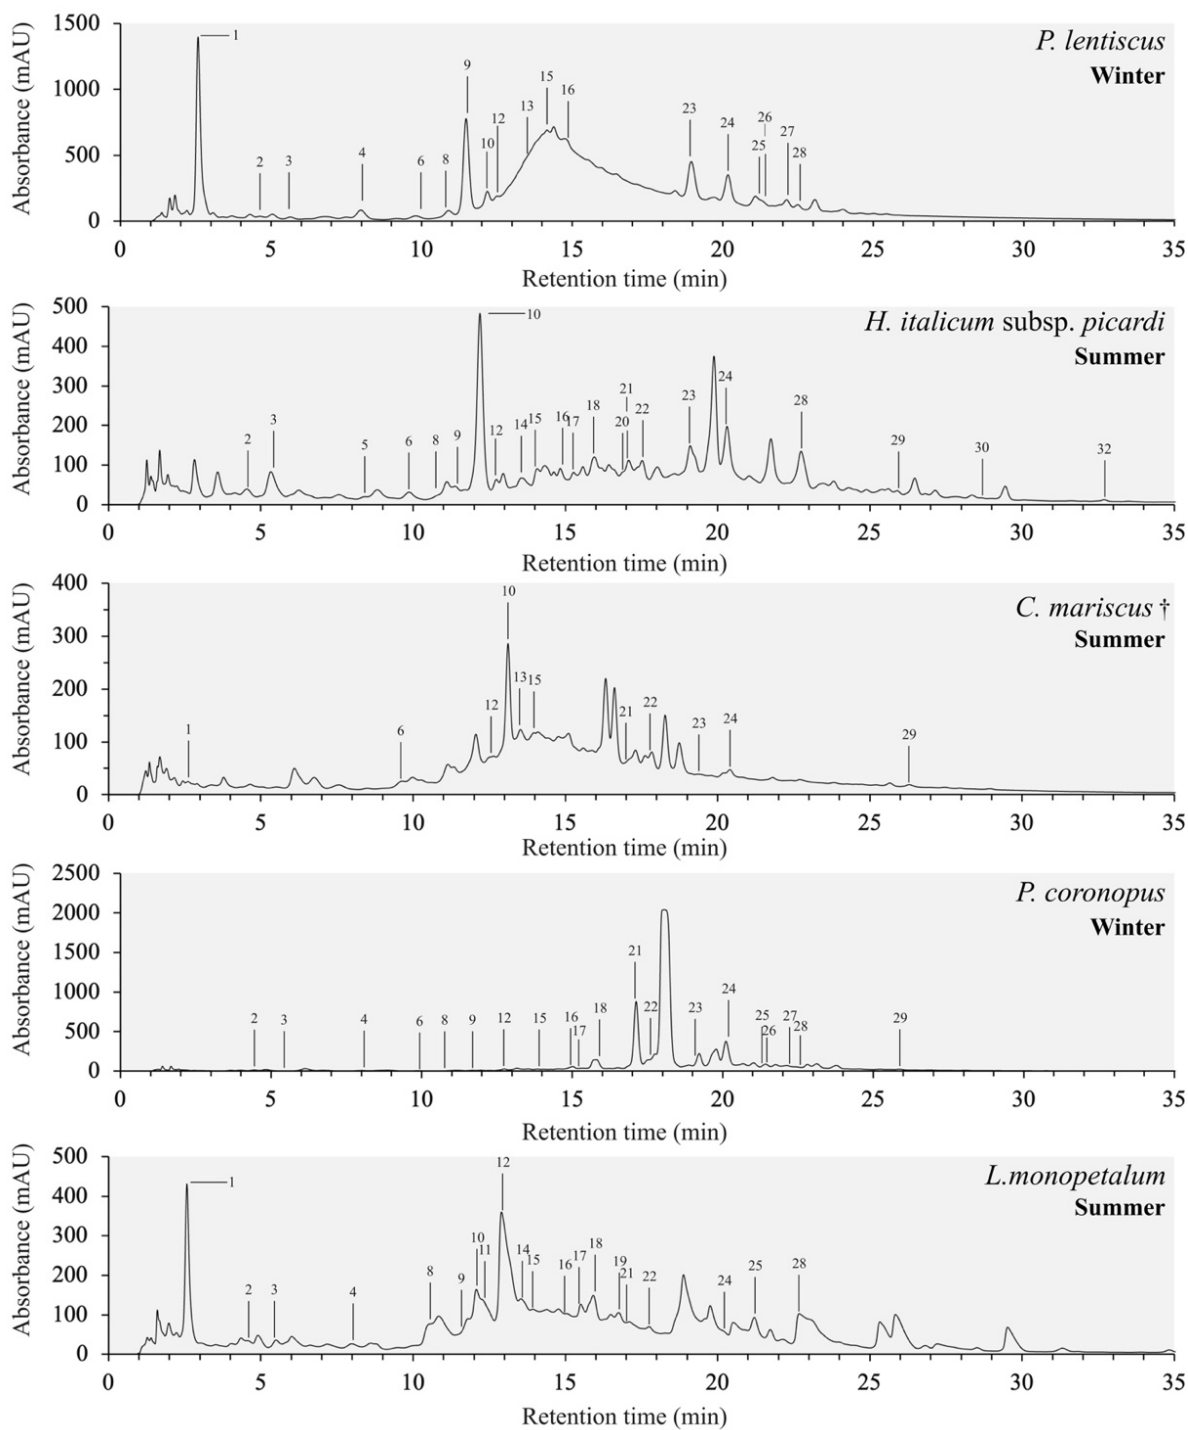 1500
1000
500
0
Absorbance (mAU)
P. lentiscus
Winter
1 2 3 4 6 8 9 10 12 13 15 16 23 24 25 26 27 28
0 5 10 15 20 25 30 35
Retention time (min)
500
400
300
200
100
0
Absorbance (mAU)
H. italicum subsp. picardi
Summer
2 3 5 6 8 9 10 12 14 15 16 17 18 20 21 22 23 24 28 29 30 32
0 5 10 15 20 25 30 35
Retention time (min)
400
300
200
100
0
Absorbance (mAU)
C. mariscus †
Summer
1 6 12 10 13 15 21 22 23 24 29
0 5 10 15 20 25 30 35
Retention time (min)
2500
2000
1500
1000
500
0
Absorbance (mAU)
P. coronopus
Winter
2 3 4 6 8 9 12 15 16 17 18 21 22 23 24 25 26 27 28 29
0 5 10 15 20 25 30 35
Retention time (min)
500
400
300
200
100
0
Absorbance (mAU)
L.monopetalum
Summer
1 2 3 4 8 9 10 11 12 14 15 16 17 18 19 21 22 24 25 28
0 5 10 15 20 25 30 35
Retention time (min)